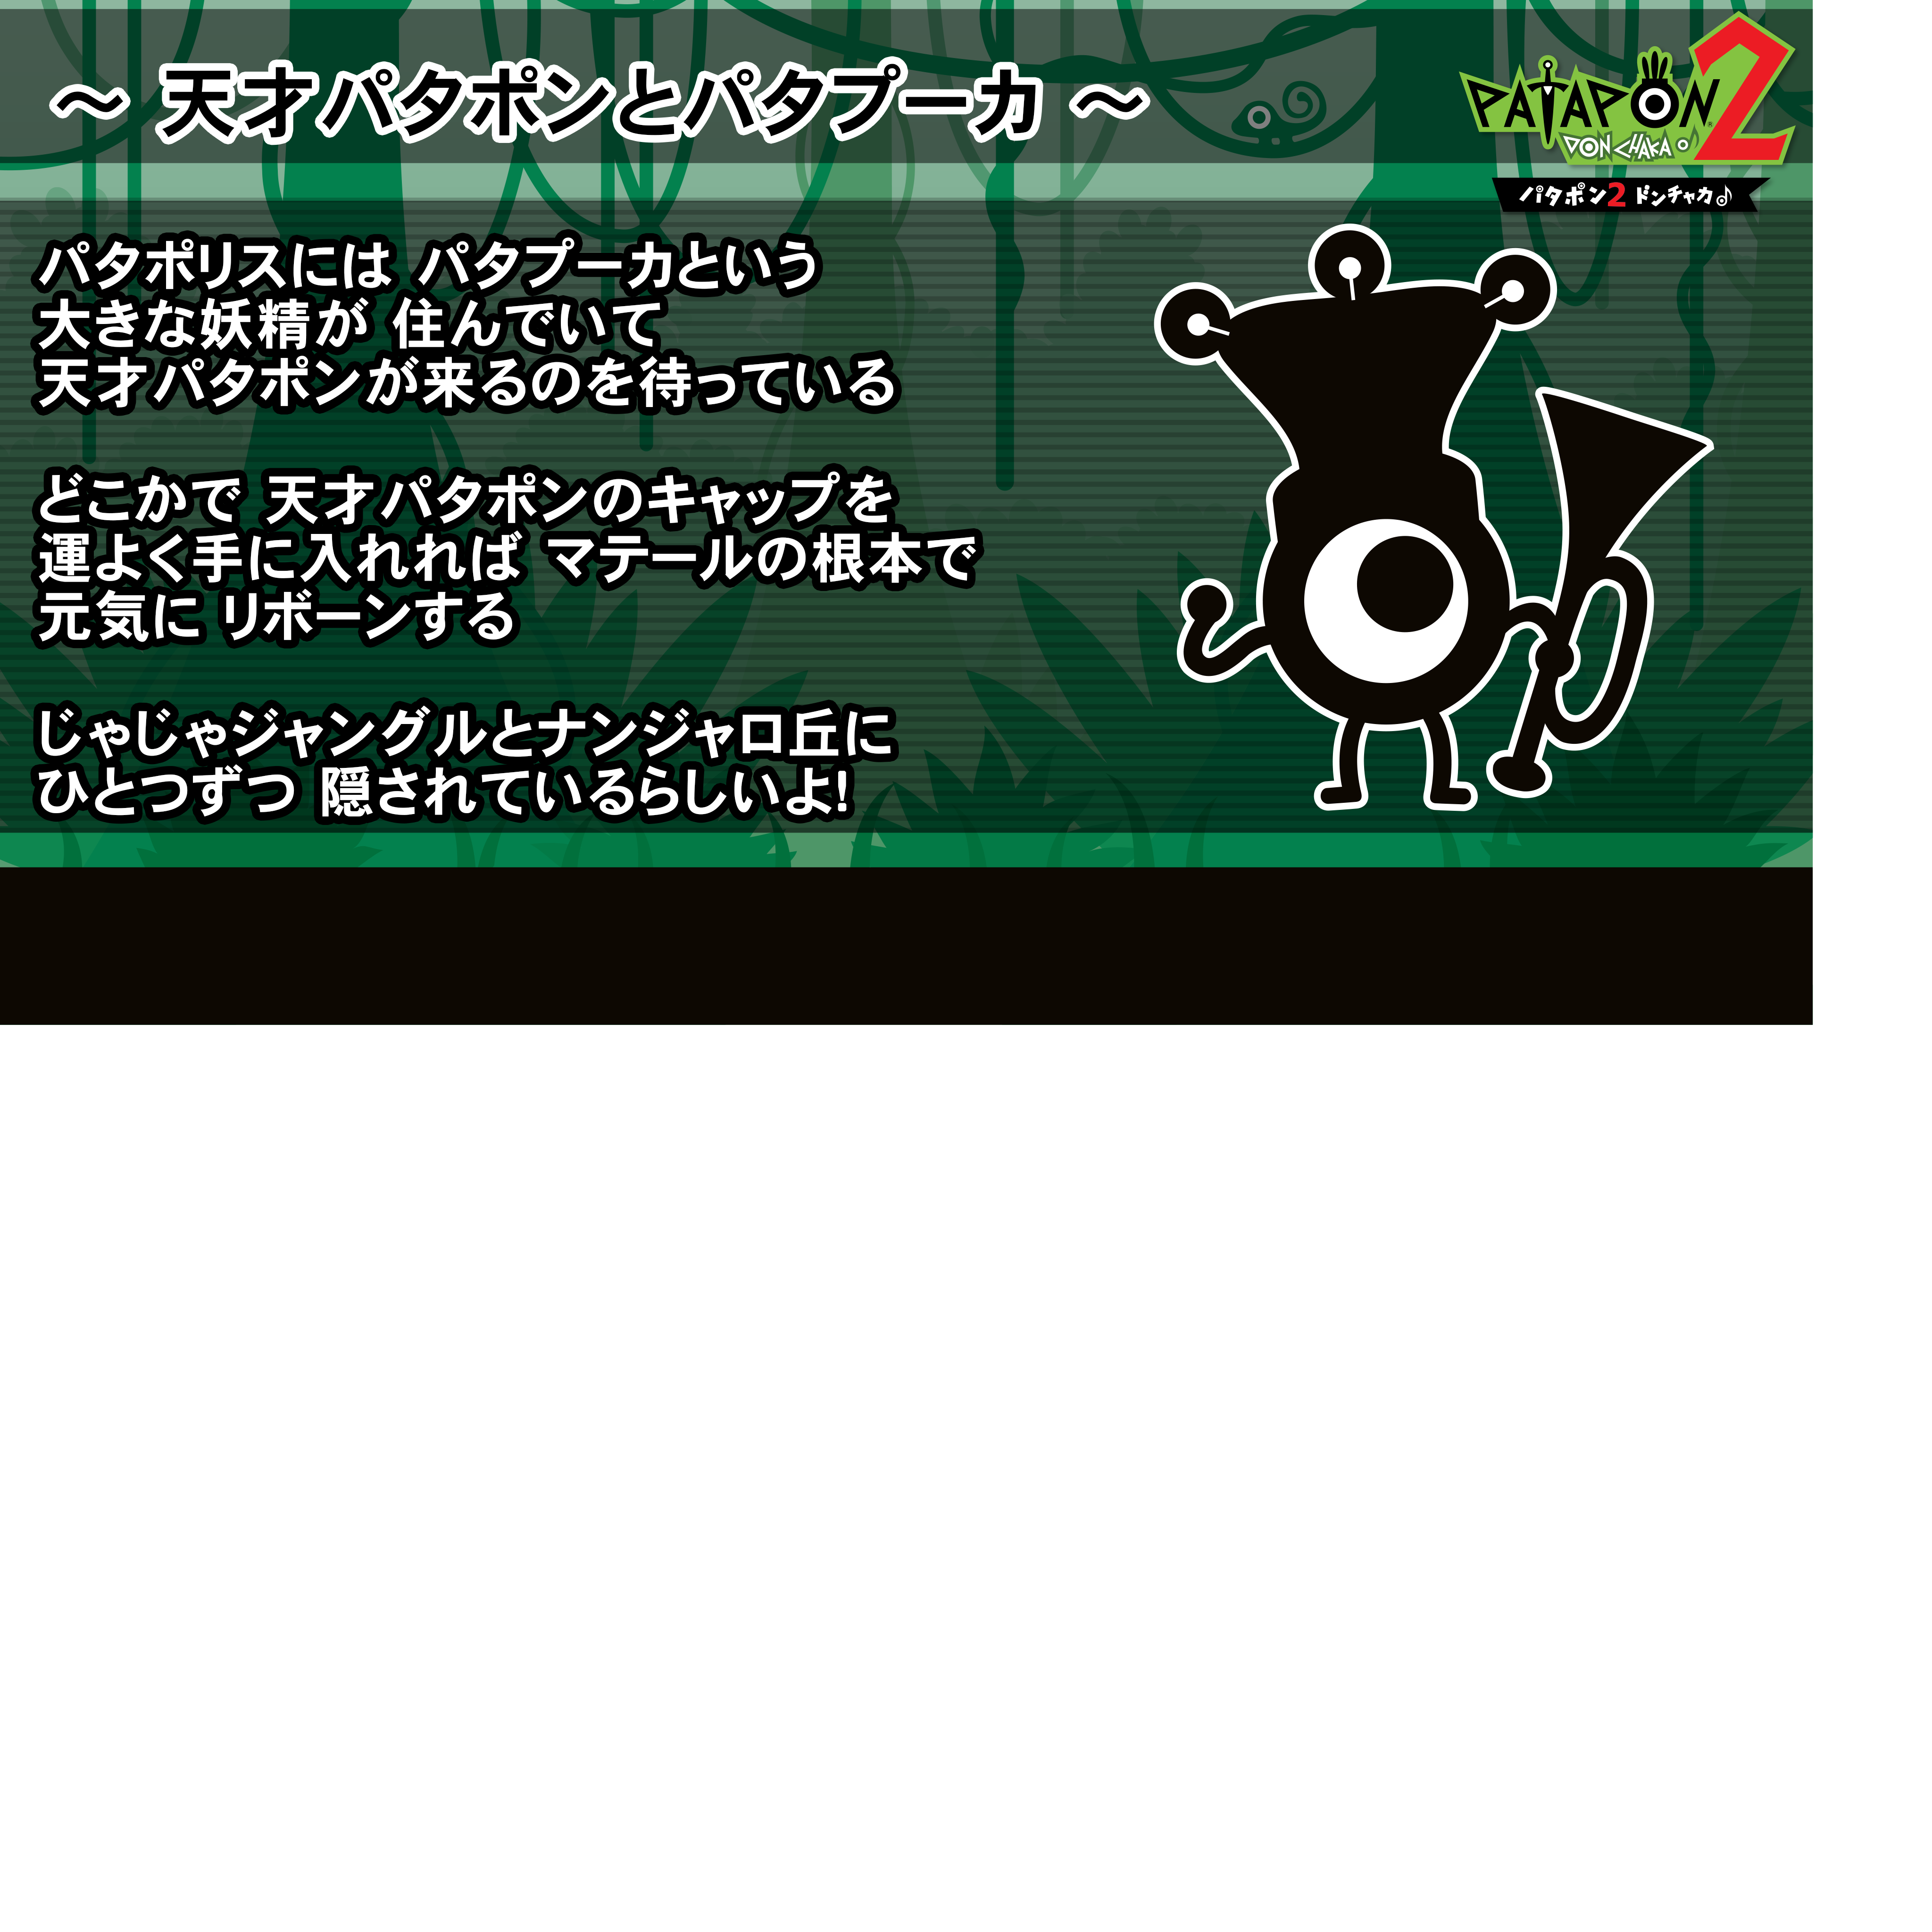 ～ 天才パタポンとパタプーカ ～
PATAPON2
DON CHAKA♪
パタポン2 ドンチャカ♪
パタポリスには パタプーカという
大きな妖精が 住んでいて
天才パタポンが来るのを待っている
どこかで 天才パタポンのキャップを
運よく手に入れれば マテールの根本で
元気に リボーンする
じゃじゃジャングルとナンジャロ丘に
ひとつずつ 隠されているらしいよ!